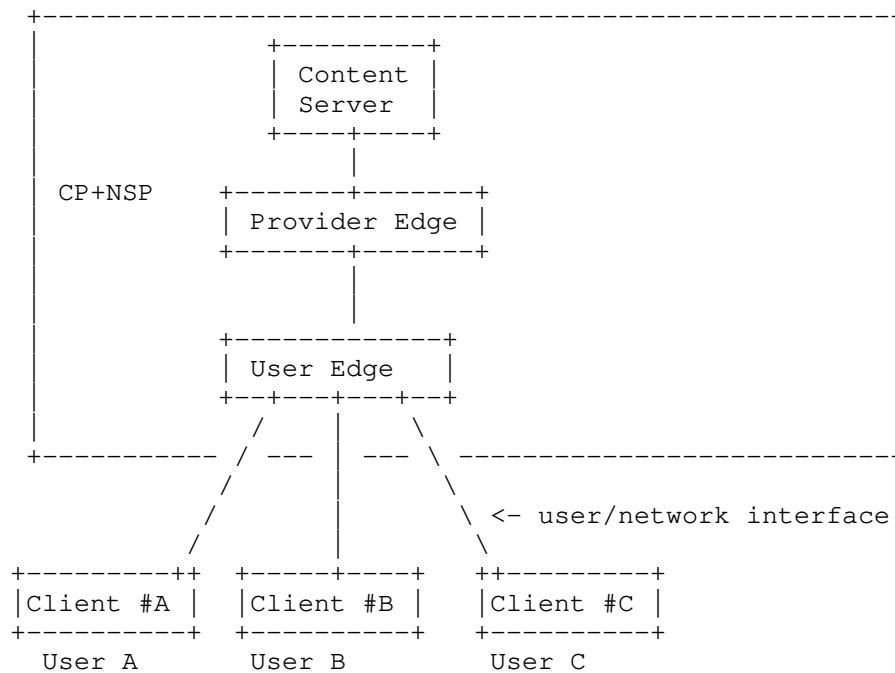 Content
Server
CP+NSP
Provider Edge
User Edge
<- user/network interface
Client #A
Client #B
Client #C
User A
User B
User C